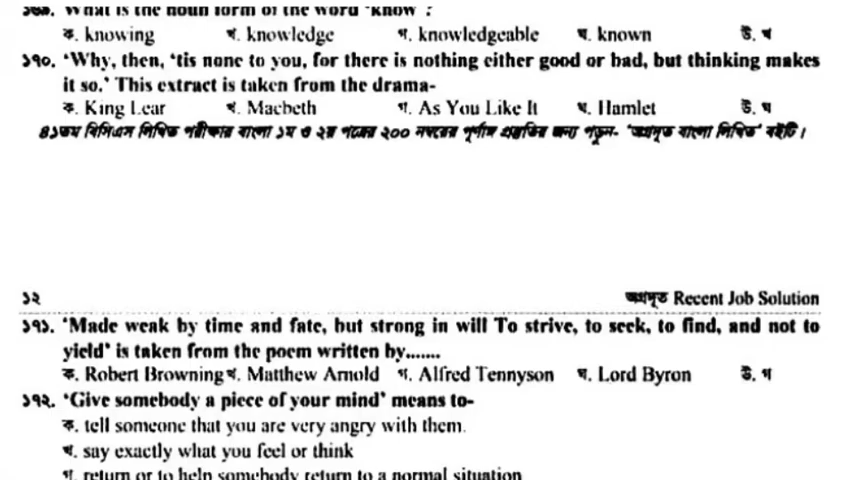 ১৬৯. What is the noun form of the word 'know'?
ক. knowing খ. knowledge গ. knowledgeable ঘ. known উ. খ
১৭০. 'Why, then, 'tis none to you, for there is nothing either good or bad, but thinking makes
it so.' This extract is taken from the drama-
ক. King Lear খ. Macbeth গ. As You Like It ঘ. Hamlet উ. ঘ
৪১তম বিসিএস লিখিত পরীক্ষার বাংলা ১ম ও ২য় পত্রের ২০০ নম্বরের পূর্ণাঙ্গ প্রস্তুতির জন্য পড়ুন- 'অগ্রদূত বাংলা লিখিত' বইটি।
১২ অগ্রদূত Recent Job Solution
১৭১. 'Made weak by time and fate, but strong in will To strive, to seek, to find, and not to
yield' is taken from the poem written by.......
ক. Robert Browning খ. Matthew Arnold গ. Alfred Tennyson ঘ. Lord Byron উ. গ
১৭২. 'Give somebody a piece of your mind' means to-
ক. tell someone that you are very angry with them.
খ. say exactly what you feel or think
গ. return or to help somebody return to a normal situation